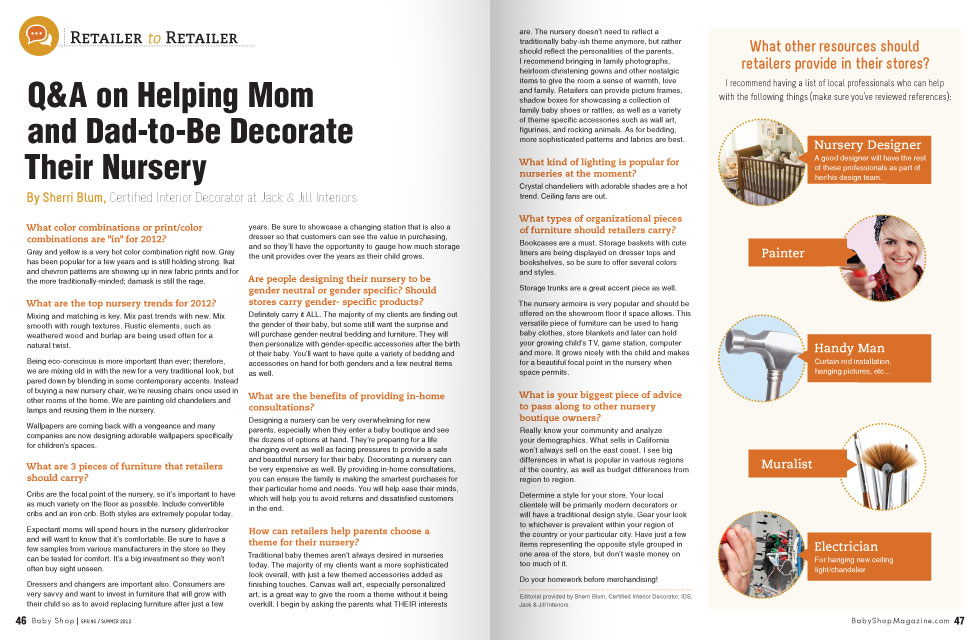 RETAILER to RETAILER
Q&A on Helping Mom
and Dad-to-Be Decorate
Their Nursery
By Sherri Blum, Certified Interior Decorator at Jack & Jill Interiors
What color combinations or print/color
combinations are "in" for 2012?
Gray and yellow is a very hot color combination right now. Gray
has been popular for a few years and is still holding strong. Ikat
and chevron patterns are showing up in new fabric prints and for
the more traditionally-minded; damask is still the rage.
What are the top nursery trends for 2012?
Mixing and matching is key. Mix past trends with new. Mix
smooth with rough textures. Rustic elements, such as
weathered wood and burlap are being used often for a
natural twist.
Being eco-conscious is more important than ever; therefore,
we are mixing old in with the new for a very traditional look, but
pared down by blending in some contemporary accents. Instead
of buying a new nursery chair, we're reusing chairs once used in
other rooms of the home. We are painting old chandeliers and
lamps and reusing them in the nursery.
Wallpapers are coming back with a vengeance and many
companies are now designing adorable wallpapers specifically
for children's spaces.
What are 3 pieces of furniture that retailers
should carry?
Cribs are the focal point of the nursery, so it's important to have
as much variety on the floor as possible. Include convertible
cribs and an iron crib. Both styles are extremely popular today.
Expectant moms will spend hours in the nursery glider/rocker
and will want to know that it's comfortable. Be sure to have a
few samples from various manufacturers in the store so they
can be tested for comfort. It's a big investment so they won't
often buy sight unseen.
Dressers and changers are important also. Consumers are
very savvy and want to invest in furniture that will grow with
their child so as to avoid replacing furniture after just a few
years. Be sure to showcase a changing station that is also a
dresser so that customers can see the value in purchasing,
and so they'll have the opportunity to gauge how much storage
the unit provides over the years as their child grows.
Are people designing their nursery to be
gender neutral or gender specific? Should
stores carry gender- specific products?
Definitely carry it ALL. The majority of my clients are finding out
the gender of their baby, but some still want the surprise and
will purchase gender-neutral bedding and furniture. They will
then personalize with gender-specific accessories after the birth
of their baby. You'll want to have quite a variety of bedding and
accessories on hand for both genders and a few neutral items
as well.
What are the benefits of providing in-home
consultations?
Designing a nursery can be very overwhelming for new
parents, especially when they enter a baby boutique and see
the dozens of options at hand. They're preparing for a life
changing event as well as facing pressures to provide a safe
and beautiful nursery for their baby. Decorating a nursery can
be very expensive as well. By providing in-home consultations,
you can ensure the family is making the smartest purchases for
their particular home and needs. You will help ease their minds,
which will help you to avoid returns and dissatisfied customers
in the end.
How can retailers help parents choose a
theme for their nursery?
Traditional baby themes aren't always desired in nurseries
today. The majority of my clients want a more sophisticated
look overall, with just a few themed accessories added as
finishing touches. Canvas wall art, especially personalized
art, is a great way to give the room a theme without it being
overkill. I begin by asking the parents what THEIR interests
46 Baby Shop | SPRING / SUMMER 2012
are. The nursery doesn't need to reflect a
traditionally baby-ish theme anymore, but rather
should reflect the personalities of the parents.
I recommend bringing in family photographs,
heirloom christening gowns and other nostalgic
items to give the room a sense of warmth, love
and family. Retailers can provide picture frames,
shadow boxes for showcasing a collection of
family baby shoes or rattles, as well as a variety
of theme specific accessories such as wall art,
figurines, and rocking animals. As for bedding,
more sophisticated patterns and fabrics are best.
What kind of lighting is popular for
nurseries at the moment?
Crystal chandeliers with adorable shades are a hot
trend. Ceiling fans are out.
What types of organizational pieces
of furniture should retailers carry?
Bookcases are a must. Storage baskets with cute
liners are being displayed on dresser tops and
bookshelves, so be sure to offer several colors
and styles.
Storage trunks are a great accent piece as well.
The nursery armoire is very popular and should be
offered on the showroom floor if space allows. This
versatile piece of furniture can be used to hang
baby clothes, store blankets and later can hold
your growing child's TV, game station, computer
and more. It grows nicely with the child and makes
for a beautiful focal point in the nursery when
space permits.
What is your biggest piece of advice
to pass along to other nursery
boutique owners?
Really know your community and analyze
your demographics. What sells in California
won't always sell on the east coast. I see big
differences in what is popular in various regions
of the country, as well as budget differences from
region to region.
Determine a style for your store. Your local
clientele will be primarily modern decorators or
will have a traditional design style. Gear your look
to whichever is prevalent within your region of
the country or your particular city. Have just a few
items representing the opposite style grouped in
one area of the store, but don't waste money on
too much of it.
Do your homework before merchandising!
Editorial provided by Sherri Blum, Certified Interior Decorator, IDS,
Jack & Jill Interiors.
What other resources should
retailers provide in their stores?
I recommend having a list of local professionals who can help
with the following things (make sure you've reviewed references):
Nursery Designer
A good designer will have the rest
of these professionals as part of
her/his design team.
Painter
Handy Man
Curtain rod installation,
hanging pictures, etc...
Muralist
Electrician
For hanging new ceiling
light/chandelier
BabyShopMagazine.com 47